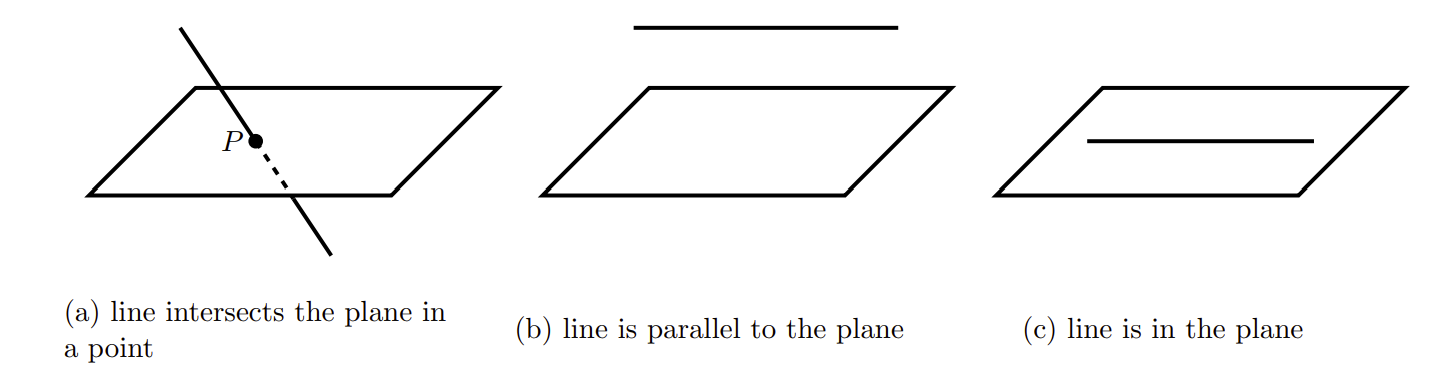 P
(a) line intersects the plane in
a point
(b) line is parallel to the plane
(c) line is in the plane